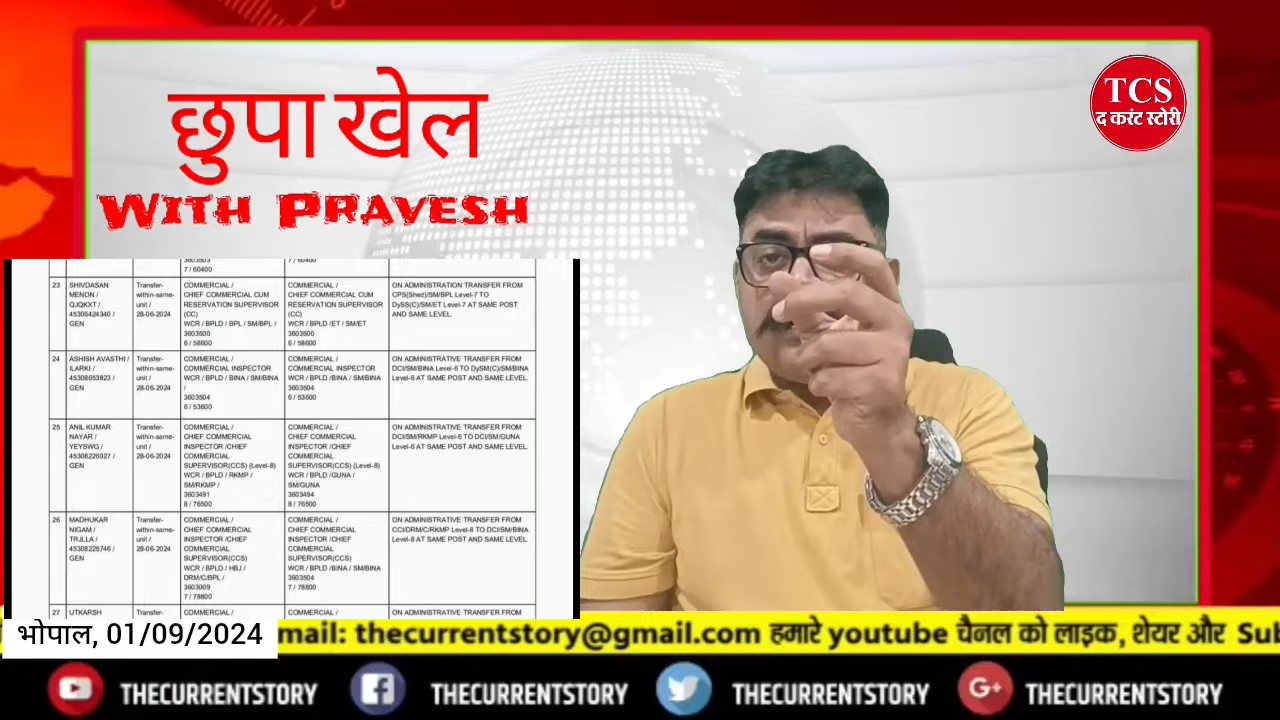 छुपा खेल
WITH PRAVESH
TCS
द करंट स्टोरी
3603503
7 / 60400
7 / 60400
23
SHIVDASAN
MENON /
QJQKXT /
45306424340 /
GEN
Transfer-
within-same-
unit /
28-06-2024
COMMERCIAL /
CHIEF COMMERCIAL CUM
RESERVATION SUPERVISOR
(CC)
WCR / BPLD / BPL / SM/BPL /
3603500
6 / 58600
COMMERCIAL /
CHIEF COMMERCIAL CUM
RESERVATION SUPERVISOR
(CC)
WCR / BPLD /ET / SM/ET
3603500
6 / 58600
ON ADMINISTRATION TRANSFER FROM
CPS(Shed)/SM/BPL Level-7 TO
DySS(C)/SM/ET Level-7 AT SAME POST
AND SAME LEVEL.
24
ASHISH AVASTHI /
ILARKI /
45308653823 /
GEN
Transfer-
within-same-
unit /
28-06-2024
COMMERCIAL /
COMMERCIAL INSPECTOR
WCR / BPLD / BINA / SM/BINA
/
3603504
6 / 53600
COMMERCIAL /
COMMERCIAL INSPECTOR
WCR / BPLD /BINA / SM/BINA
3603504
6 / 53600
ON ADMINISTRATIVE TRANSFER FROM
DCI/SM/BINA Level-6 TO DySM(C)/SM/BINA
Level-6 AT SAME POST AND SAME LEVEL.
25
ANIL KUMAR
NAYAR /
YEYSWG /
45308226027 /
GEN
Transfer-
within-same-
unit /
28-06-2024
COMMERCIAL /
CHIEF COMMERCIAL
INSPECTOR /CHIEF
COMMERCIAL
SUPERVISOR(CCS) (Level-8)
WCR / BPLD / RKMP /
SM/RKMP /
3603491
8 / 76500
COMMERCIAL /
CHIEF COMMERCIAL
INSPECTOR /CHIEF
COMMERCIAL
SUPERVISOR(CCS) (Level-8)
WCR / BPLD /GUNA /
SM/GUNA
3603494
8 / 76500
ON ADMINISTRATIVE TRANSFER FROM
DCI/SM/RKMP Level-6 TO DCI/SM/GUNA
Level-6 AT SAME POST AND SAME LEVEL.
26
MADHUKAR
NIGAM /
TRJLLA /
45308225746 /
GEN
Transfer-
within-same-
unit /
28-06-2024
COMMERCIAL /
CHIEF COMMERCIAL
INSPECTOR /CHIEF
COMMERCIAL
SUPERVISOR(CCS)
WCR / BPLD / HBJ /
DRM/C/BPL /
3603009
7 / 78800
COMMERCIAL /
CHIEF COMMERCIAL
INSPECTOR /CHIEF
COMMERCIAL
SUPERVISOR(CCS)
WCR / BPLD /BINA / SM/BINA
3603504
7 / 78800
ON ADMINISTRATIVE TRANSFER FROM
CCI/DRM/C/RKMP Level-8 TO DCI/SM/BINA
Level-8 AT SAME POST AND SAME LEVEL.
27
UTKARSH
Transfer-
COMMERCIAL /
COMMERCIAL /
ON ADMINISTRATIVE TRANSFER FROM
भोपाल, 01/09/2024
mail: thecurrentstory@gmail.com हमारे youtube चैनल को लाइक, शेयर और Sub
THECURRENTSTORY
THECURRENTSTORY
THECURRENTSTORY
G+ THECURRENTSTORY